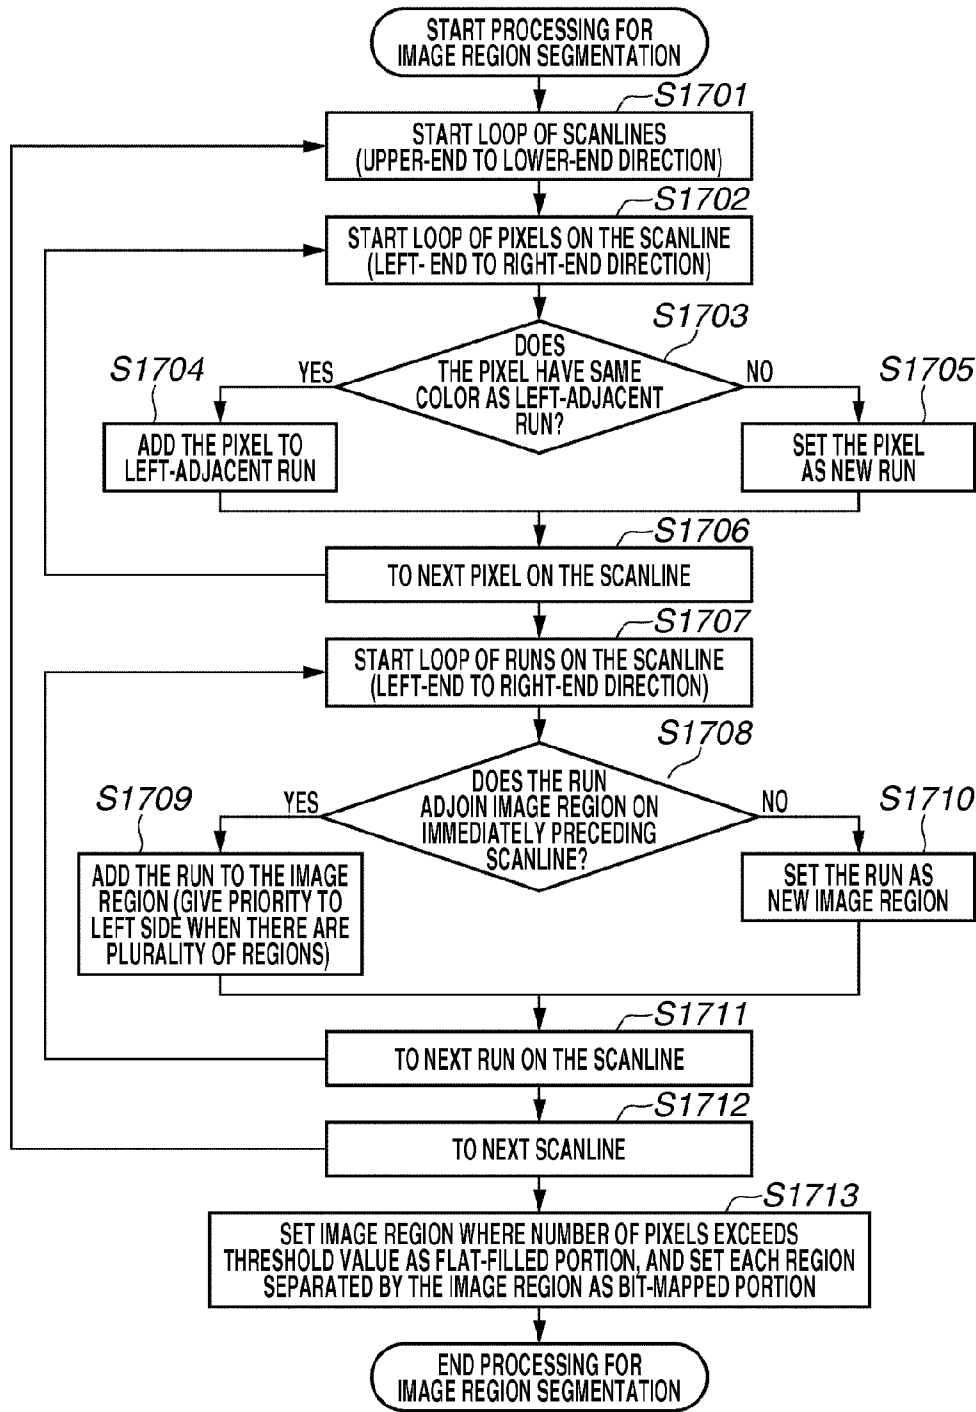 START PROCESSING FOR
IMAGE REGION SEGMENTATION
S1701
START LOOP OF SCANLINES
(UPPER-END TO LOWER-END DIRECTION)
S1702
START LOOP OF PIXELS ON THE SCANLINE
(LEFT- END TO RIGHT-END DIRECTION)
S1703
DOES
THE PIXEL HAVE SAME
COLOR AS LEFT-ADJACENT
RUN?
YES
NO
S1704
ADD THE PIXEL TO
LEFT-ADJACENT RUN
S1705
SET THE PIXEL
AS NEW RUN
S1706
TO NEXT PIXEL ON THE SCANLINE
S1707
START LOOP OF RUNS ON THE SCANLINE
(LEFT-END TO RIGHT-END DIRECTION)
S1708
DOES THE RUN
ADJOIN IMAGE REGION ON
IMMEDIATELY PRECEDING
SCANLINE?
YES
NO
S1709
ADD THE RUN TO THE IMAGE
REGION (GIVE PRIORITY TO
LEFT SIDE WHEN THERE ARE
PLURALITY OF REGIONS)
S1710
SET THE RUN AS
NEW IMAGE REGION
S1711
TO NEXT RUN ON THE SCANLINE
S1712
TO NEXT SCANLINE
S1713
SET IMAGE REGION WHERE NUMBER OF PIXELS EXCEEDS
THRESHOLD VALUE AS FLAT-FILLED PORTION, AND SET EACH REGION
SEPARATED BY THE IMAGE REGION AS BIT-MAPPED PORTION
END PROCESSING FOR
IMAGE REGION SEGMENTATION